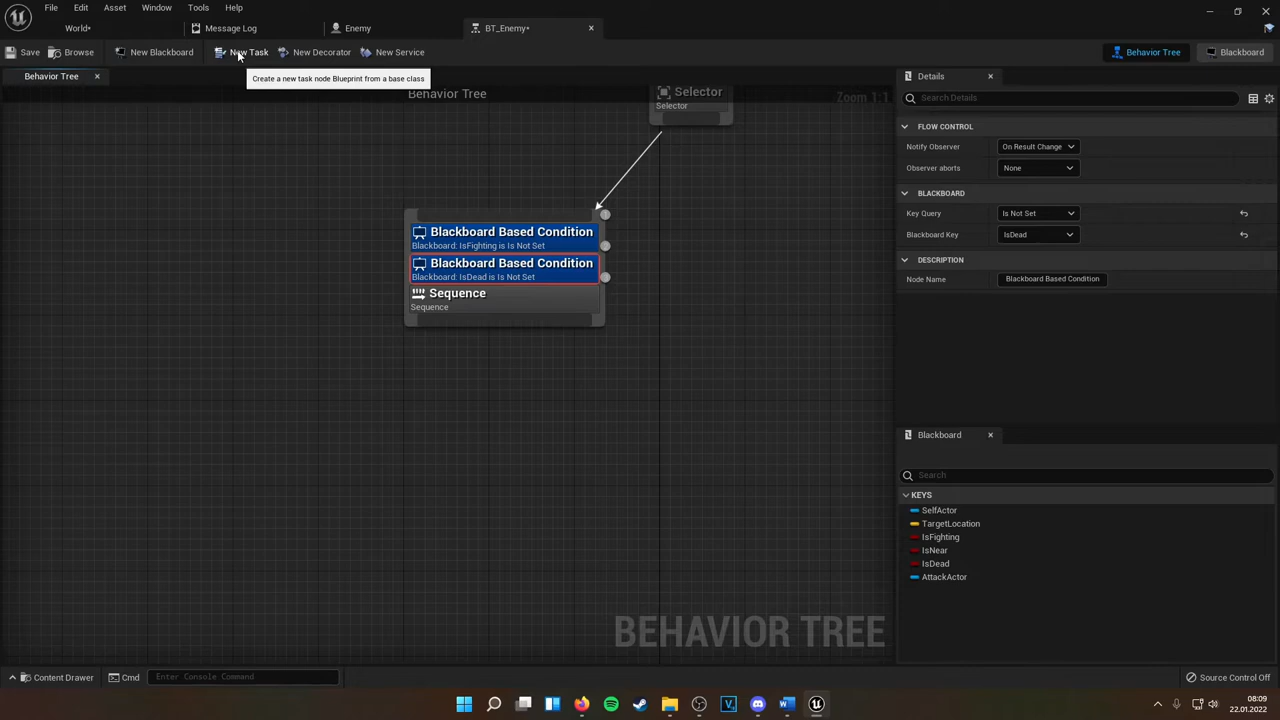 File Edit Asset Window Tools Help
World* Message Log Enemy BT_Enemy*
Save Browse New Blackboard New Task New Decorator New Service Behavior Tree Blackboard
Behavior Tree
Create a new task node Blueprint from a base class
Behavior Tree
Zoom 1:1
Selector
Selector
Blackboard Based Condition
Blackboard: IsFighting is Is Not Set
Blackboard Based Condition
Blackboard: IsDead is Is Not Set
Sequence
Sequence
BEHAVIOR TREE
Details
Search Details
FLOW CONTROL
Notify Observer On Result Change
Observer aborts None
BLACKBOARD
Key Query Is Not Set
Blackboard Key IsDead
DESCRIPTION
Node Name Blackboard Based Condition
Blackboard
Search
KEYS
SelfActor
TargetLocation
IsFighting
IsNear
IsDead
AttackActor
Content Drawer Cmd Enter Console Command Source Control Off
08:09
22.01.2022